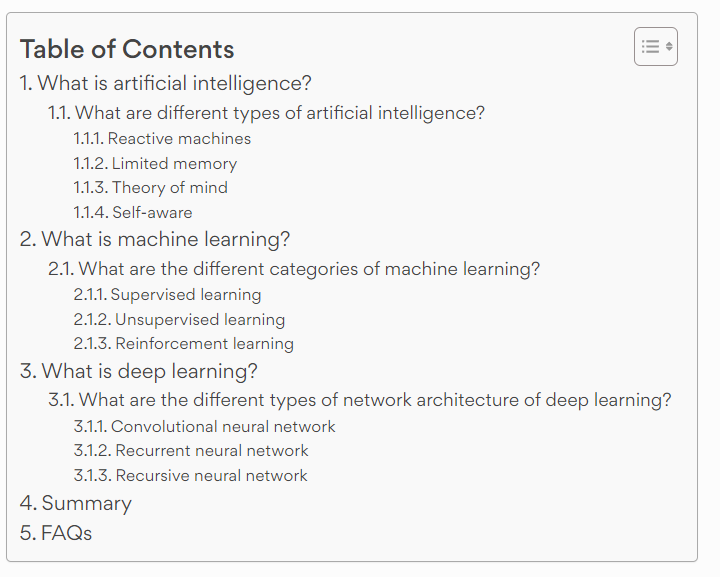 Table of Contents
1. What is artificial intelligence?
1.1. What are different types of artificial intelligence?
1.1.1. Reactive machines
1.1.2. Limited memory
1.1.3. Theory of mind
1.1.4. Self-aware
2. What is machine learning?
2.1. What are the different categories of machine learning?
2.1.1. Supervised learning
2.1.2. Unsupervised learning
2.1.3. Reinforcement learning
3. What is deep learning?
3.1. What are the different types of network architecture of deep learning?
3.1.1. Convolutional neural network
3.1.2. Recurrent neural network
3.1.3. Recursive neural network
4. Summary
5. FAQs